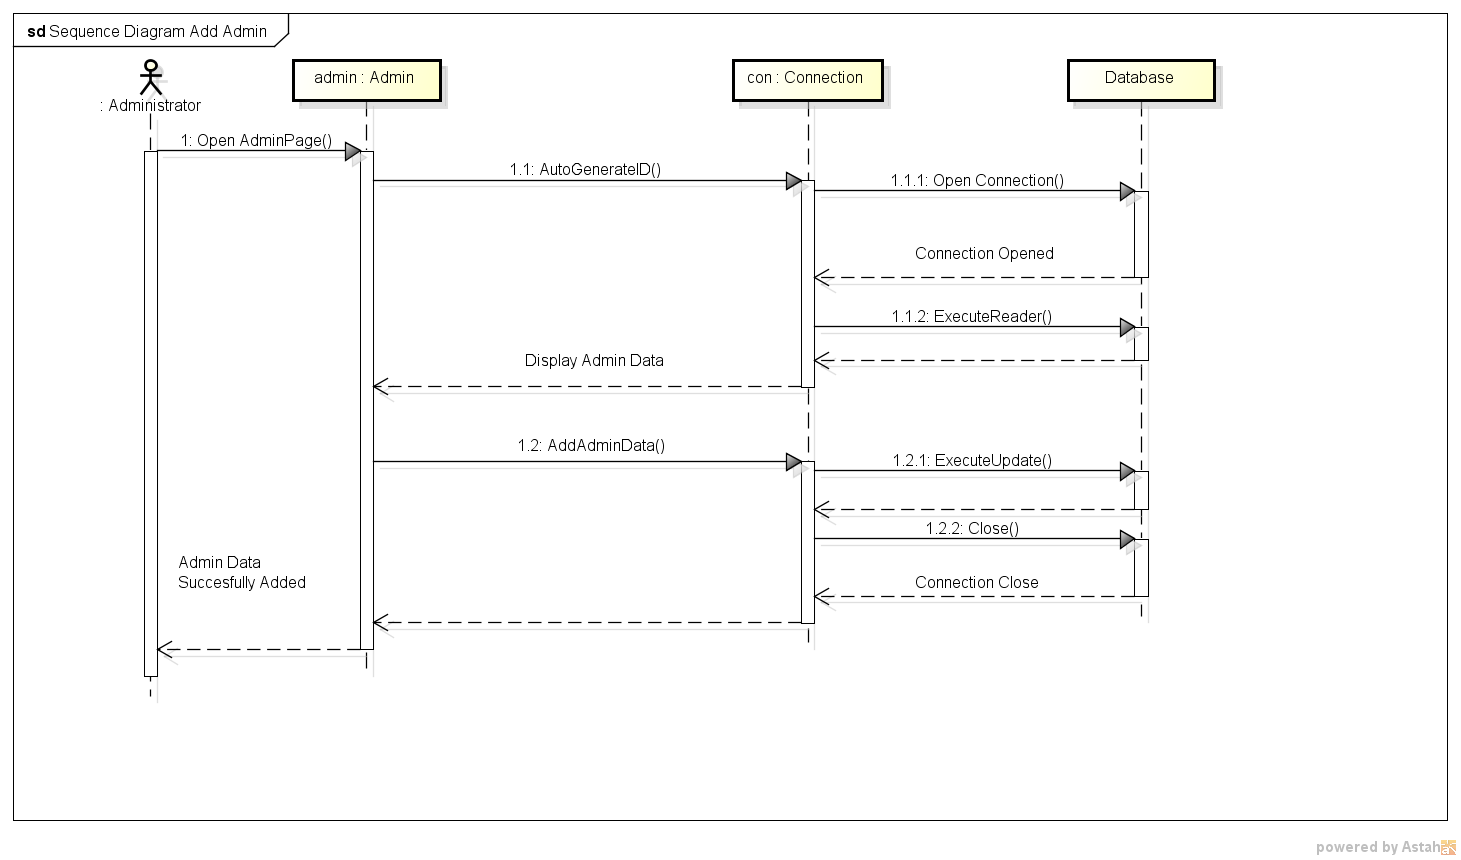 sd Sequence Diagram Add Admin
: Administrator
admin : Admin
con : Connection
Database
1: Open AdminPage()
1.1: AutoGenerateID()
1.1.1: Open Connection()
Connection Opened
1.1.2: ExecuteReader()
Display Admin Data
1.2: AddAdminData()
1.2.1: ExecuteUpdate()
1.2.2: Close()
Admin Data
Succesfully Added
Connection Close
powered by Astah